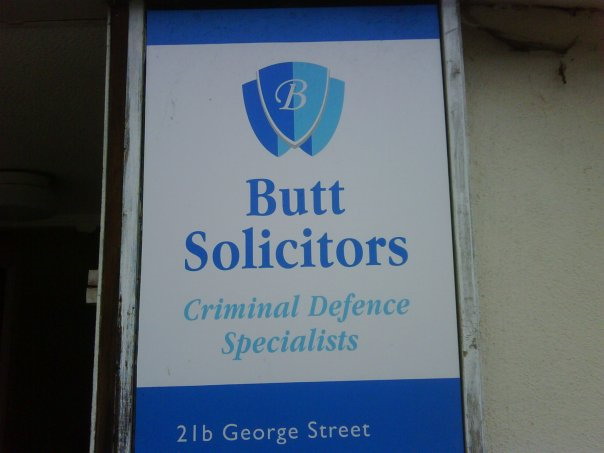 B
Butt
Solicitors
Criminal Defence
Specialists
21b George Street